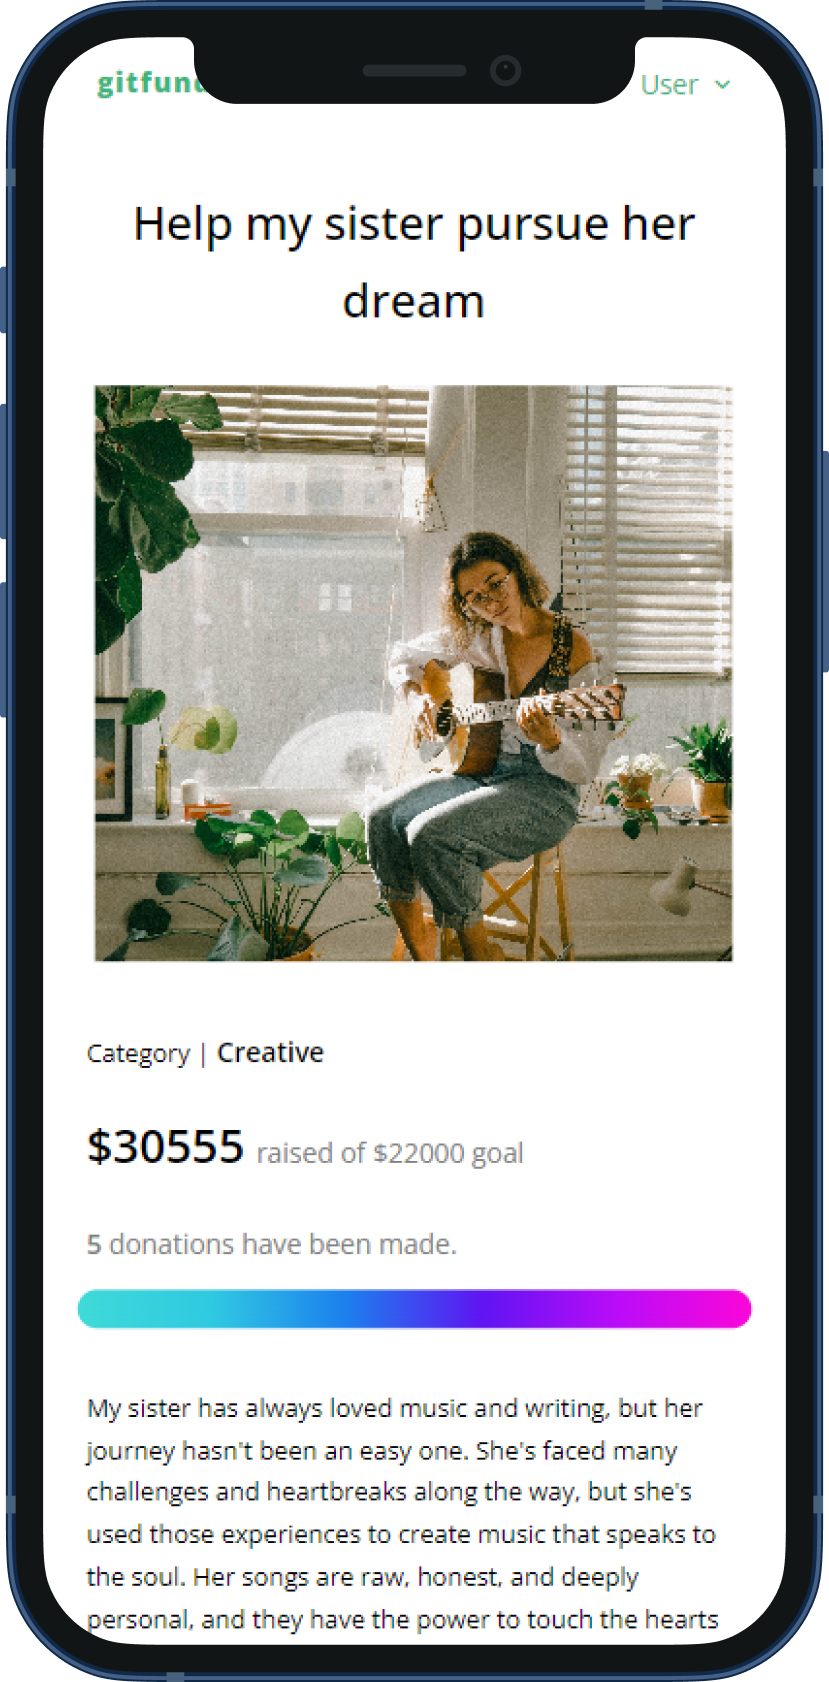 User
Help my sister pursue her
dream
Category | Creative
$30555 raised of $22000 goal
5 donations have been made.
My sister has always loved music and writing, but her
journey hasn't been an easy one. She's faced many
challenges and heartbreaks along the way, but she's
used those experiences to create music that speaks to
the soul. Her songs are raw, honest, and deeply
personal, and they have the power to touch the hearts